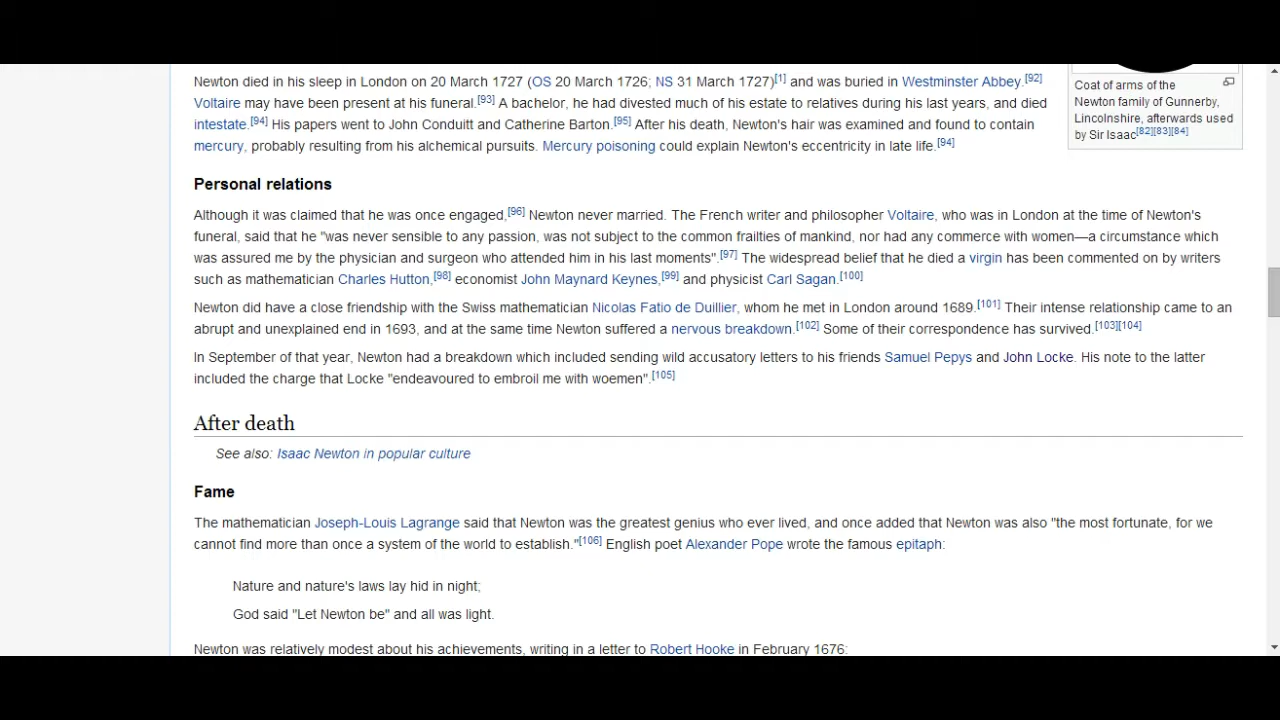 Newton died in his sleep in London on 20 March 1727 (OS 20 March 1726; NS 31 March 1727)[1] and was buried in Westminster Abbey.[92]
Voltaire may have been present at his funeral.[93] A bachelor, he had divested much of his estate to relatives during his last years, and died
intestate.[94] His papers went to John Conduitt and Catherine Barton.[95] After his death, Newton's hair was examined and found to contain
mercury, probably resulting from his alchemical pursuits. Mercury poisoning could explain Newton's eccentricity in late life.[94]
Coat of arms of the
Newton family of Gunnerby,
Lincolnshire, afterwards used
by Sir Isaac[82][83][84]
Personal relations
Although it was claimed that he was once engaged,[96] Newton never married. The French writer and philosopher Voltaire, who was in London at the time of Newton's
funeral, said that he "was never sensible to any passion, was not subject to the common frailties of mankind, nor had any commerce with women—a circumstance which
was assured me by the physician and surgeon who attended him in his last moments".[97] The widespread belief that he died a virgin has been commented on by writers
such as mathematician Charles Hutton,[98] economist John Maynard Keynes,[99] and physicist Carl Sagan.[100]
Newton did have a close friendship with the Swiss mathematician Nicolas Fatio de Duillier, whom he met in London around 1689.[101] Their intense relationship came to an
abrupt and unexplained end in 1693, and at the same time Newton suffered a nervous breakdown.[102] Some of their correspondence has survived.[103][104]
In September of that year, Newton had a breakdown which included sending wild accusatory letters to his friends Samuel Pepys and John Locke. His note to the latter
included the charge that Locke "endeavoured to embroil me with woemen".[105]
After death
See also: Isaac Newton in popular culture
Fame
The mathematician Joseph-Louis Lagrange said that Newton was the greatest genius who ever lived, and once added that Newton was also "the most fortunate, for we
cannot find more than once a system of the world to establish."[106] English poet Alexander Pope wrote the famous epitaph:
Nature and nature's laws lay hid in night;
God said "Let Newton be" and all was light.
Newton was relatively modest about his achievements, writing in a letter to Robert Hooke in February 1676: